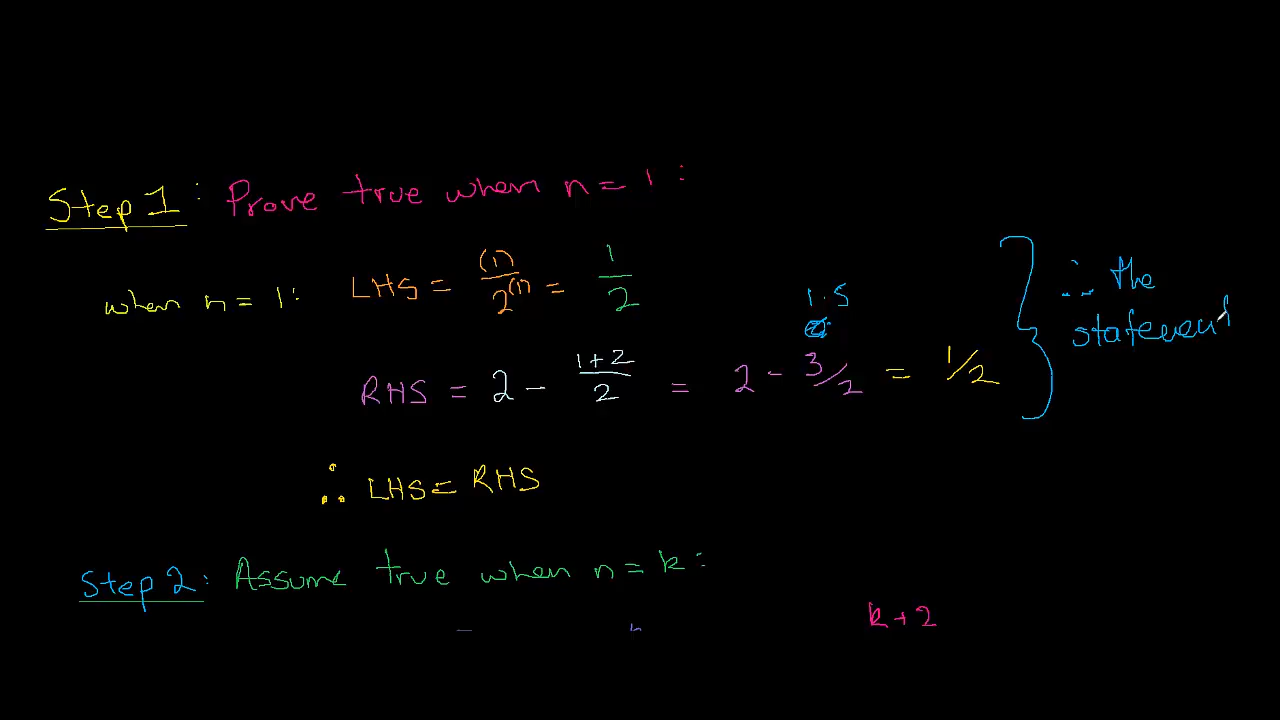 Step 1: Prove true when n = 1:
when n = 1: LHS = (1)/2^(1) = 1/2
1.5
RHS = 2 - (1+2)/2 = 2 - 3/2 = 1/2
∴ the
statement
∴ LHS = RHS
Step 2: Assume true when n = k:
k + 2